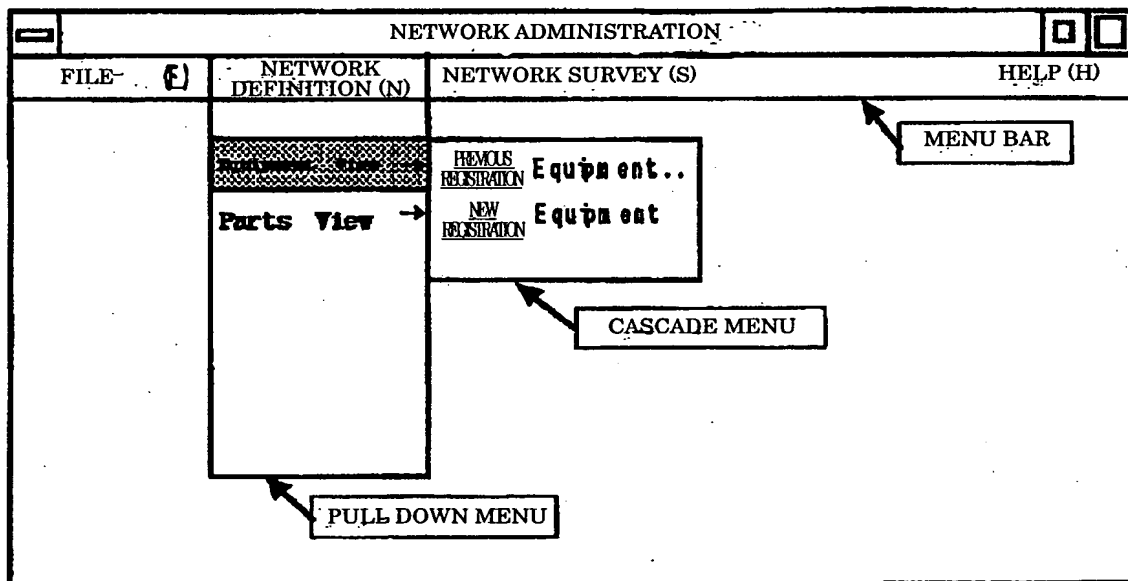 NETWORK ADMINISTRATION
FILE (F)
NETWORK
DEFINITION (N)
NETWORK SURVEY (S)
HELP (H)
MENU BAR
View →
PREVIOUS
REGISTRATION Equipment..
Parts View →
NEW
REGISTRATION Equipment
CASCADE MENU
PULL DOWN MENU